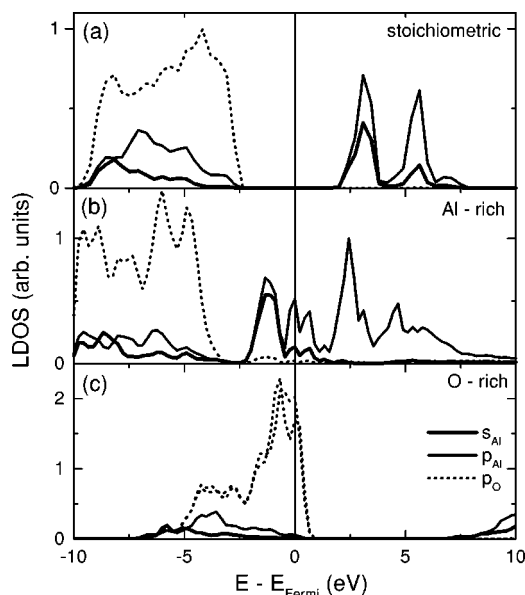 (a)
stoichiometric
1
0
(b)
Al - rich
1
0
(c)
O - rich
2
1
0
s_Al
p_Al
p_O
LDOS (arb. units)
-10 -5 0 5 10
E - E_Fermi (eV)